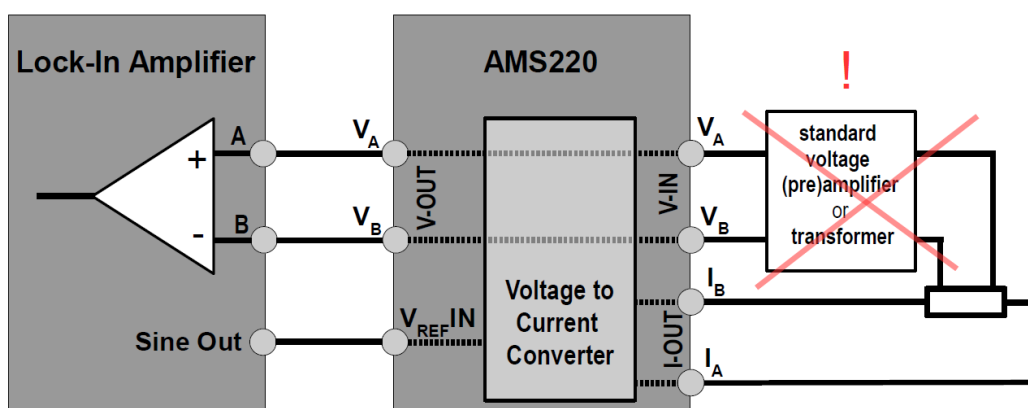 Lock-In Amplifier
AMS220
!
A
V_A
V_A
+
V-OUT
V-IN
standard
voltage
(pre)amplifier
or
transformer
B
V_B
V_B
-
I_B
Voltage to
Current
Converter
Sine Out
V_REF IN
I-OUT
I_A